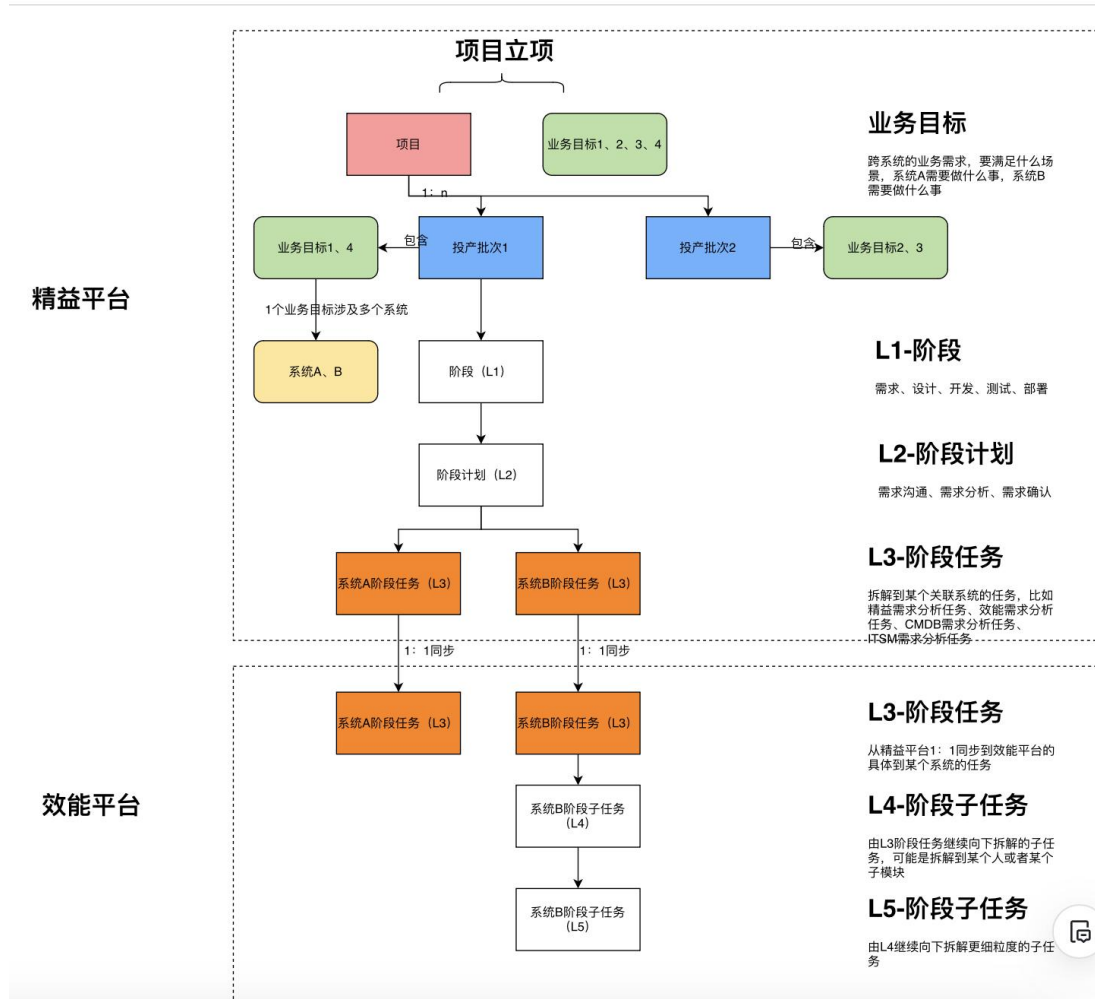 项目立项
项目
业务目标1、2、3、4
业务目标
跨系统的业务需求，要满足什么场
景，系统A需要做什么事，系统B
需要做什么事
1：n
业务目标1、4
包含
投产批次1
投产批次2
包含
业务目标2、3
精益平台
1个业务目标涉及多个系统
系统A、B
阶段（L1）
L1-阶段
需求、设计、开发、测试、部署
阶段计划（L2）
L2-阶段计划
需求沟通、需求分析、需求确认
系统A阶段任务（L3）
系统B阶段任务（L3）
L3-阶段任务
拆解到某个关联系统的任务，比如
精益需求分析任务、效能需求分析
任务、CMDB需求分析任务、
ITSM需求分析任务
1：1同步
1：1同步
效能平台
系统A阶段任务（L3）
系统B阶段任务（L3）
L3-阶段任务
从精益平台1：1同步到效能平台的
具体到某个系统的任务
系统B阶段子任务
（L4）
L4-阶段子任务
由L3阶段任务继续向下拆解的子任
务，可能是拆解到某个人或者某个
子模块
系统B阶段子任务
（L5）
L5-阶段子任务
由L4继续向下拆解更细粒度的子任
务